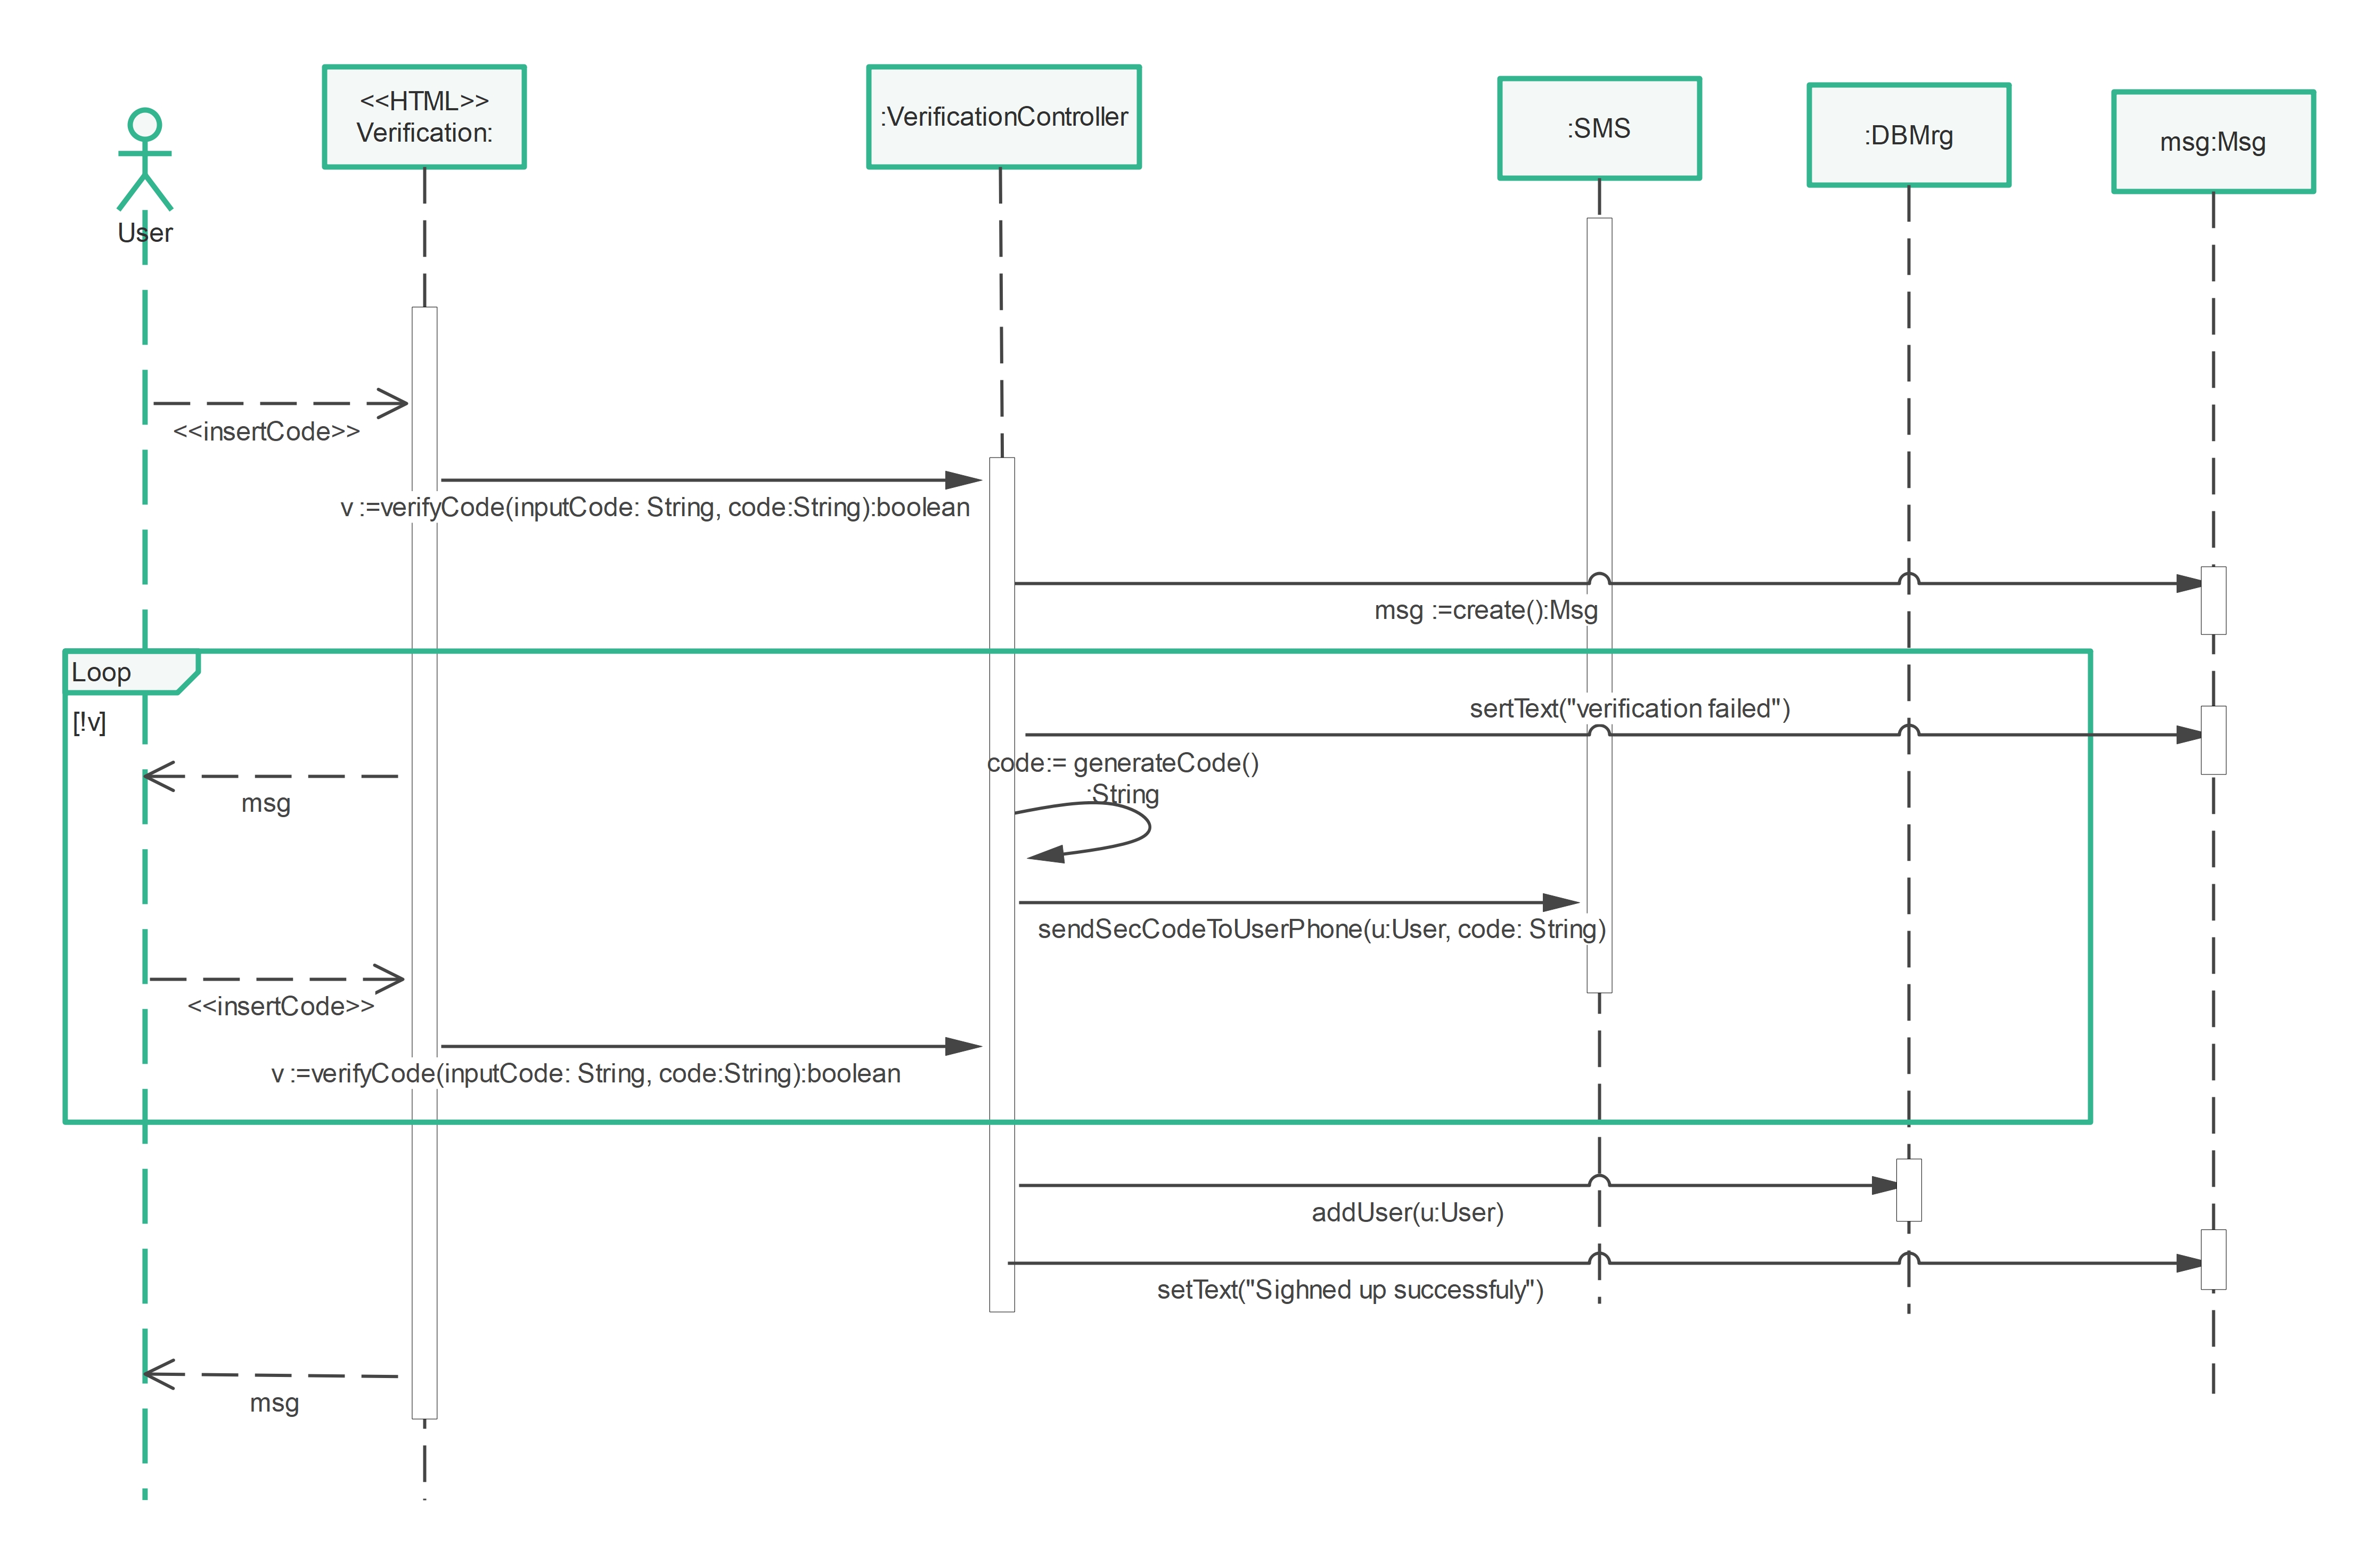 <<HTML>>
Verification:
:VerificationController
:SMS
:DBMrg
msg:Msg
User
<<insertCode>>
v :=verifyCode(inputCode: String, code:String):boolean
msg :=create():Msg
Loop
[!v]
sertText("verification failed")
code:= generateCode()
:String
msg
sendSecCodeToUserPhone(u:User, code: String)
<<insertCode>>
v :=verifyCode(inputCode: String, code:String):boolean
addUser(u:User)
setText("Sighned up successfuly")
msg